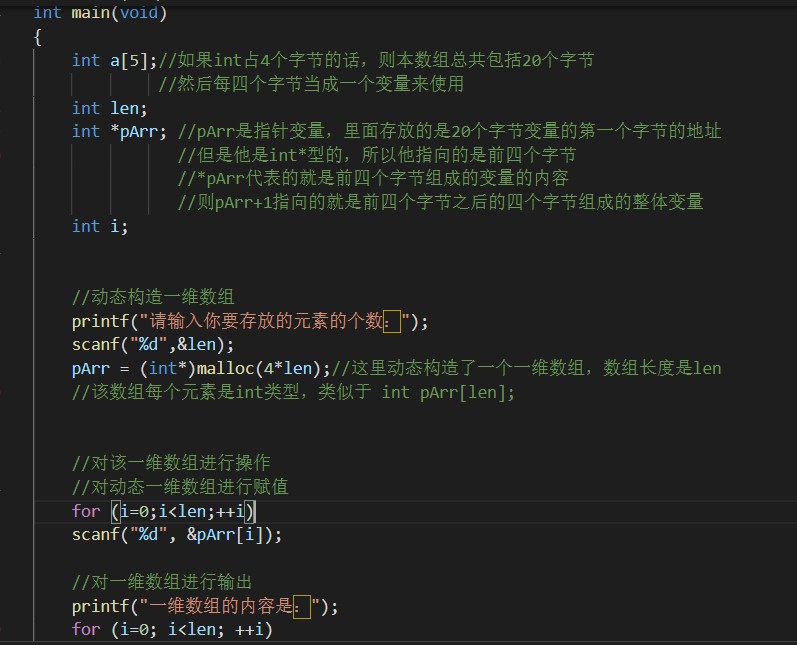 int main(void)
{
int a[5];//如果int占4个字节的话，则本数组总共包括20个字节
//然后每四个字节当成一个变量来使用
int len;
int *pArr; //pArr是指针变量，里面存放的是20个字节变量的第一个字节的地址
//但是他是int*型的，所以他指向的是前四个字节
//*pArr代表的就是前四个字节组成的变量的内容
//则pArr+1指向的就是前四个字节之后的四个字节组成的整体变量
int i;
//动态构造一维数组
printf("请输入你要存放的元素的个数：");
scanf("%d",&len);
pArr = (int*)malloc(4*len);//这里动态构造了一个一维数组，数组长度是len
//该数组每个元素是int类型，类似于 int pArr[len];
//对该一维数组进行操作
//对动态一维数组进行赋值
for (i=0;i<len;++i)
scanf("%d", &pArr[i]);
//对一维数组进行输出
printf("一维数组的内容是：");
for (i=0; i<len; ++i)